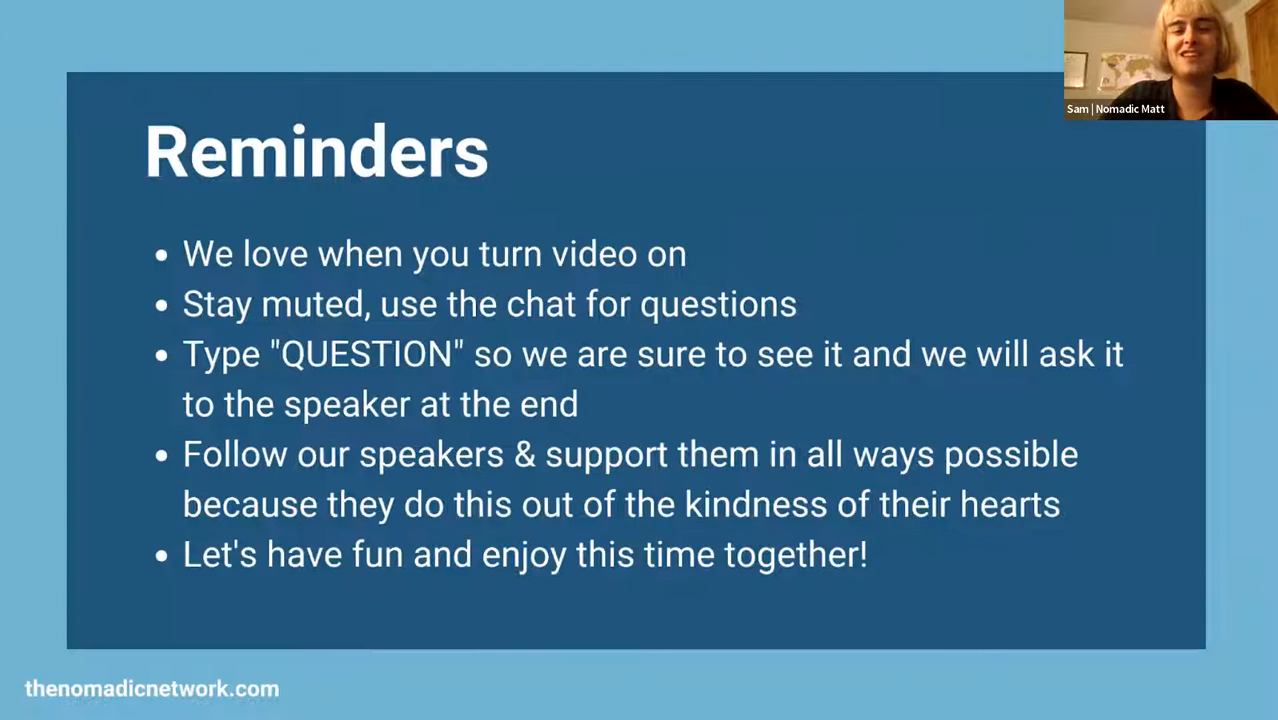 Sam | Nomadic Matt
Reminders
• We love when you turn video on
• Stay muted, use the chat for questions
• Type "QUESTION" so we are sure to see it and we will ask it
to the speaker at the end
• Follow our speakers & support them in all ways possible
because they do this out of the kindness of their hearts
• Let's have fun and enjoy this time together!
thenomadicnetwork.com